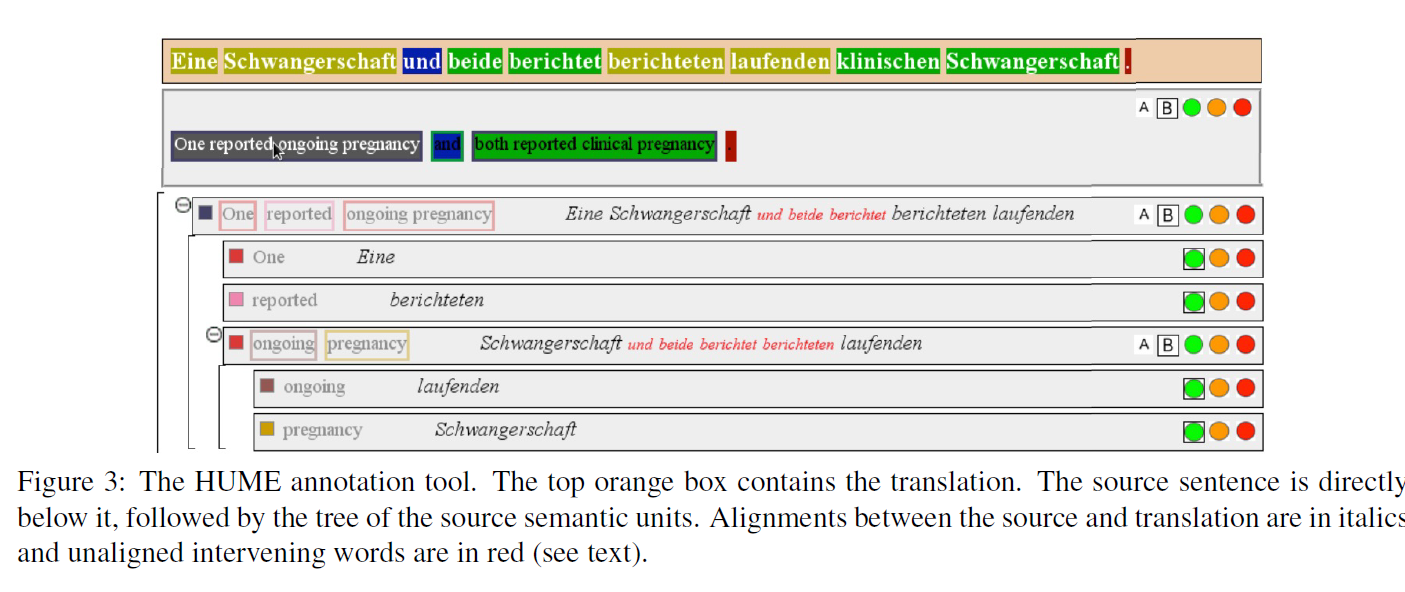 Eine Schwangerschaft und beide berichtet berichteten laufenden klinischen Schwangerschaft .
A B
One reported ongoing pregnancy and both reported clinical pregnancy .
One reported ongoing pregnancy Eine Schwangerschaft und beide berichtet berichteten laufenden A B
One Eine
reported berichteten
ongoing pregnancy Schwangerschaft und beide berichtet berichteten laufenden A B
ongoing laufenden
pregnancy Schwangerschaft
Figure 3: The HUME annotation tool. The top orange box contains the translation. The source sentence is directly
below it, followed by the tree of the source semantic units. Alignments between the source and translation are in italics
and unaligned intervening words are in red (see text).